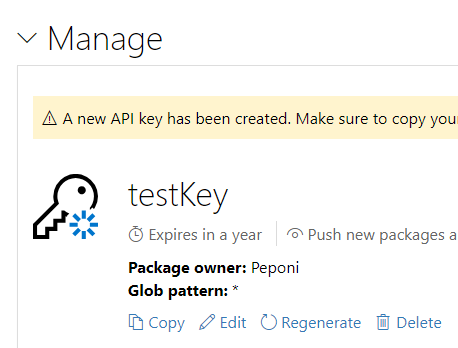 Manage
A new API key has been created. Make sure to copy your
testKey
Expires in a year Push new packages a
Package owner: Peponi
Glob pattern: *
Copy Edit Regenerate Delete